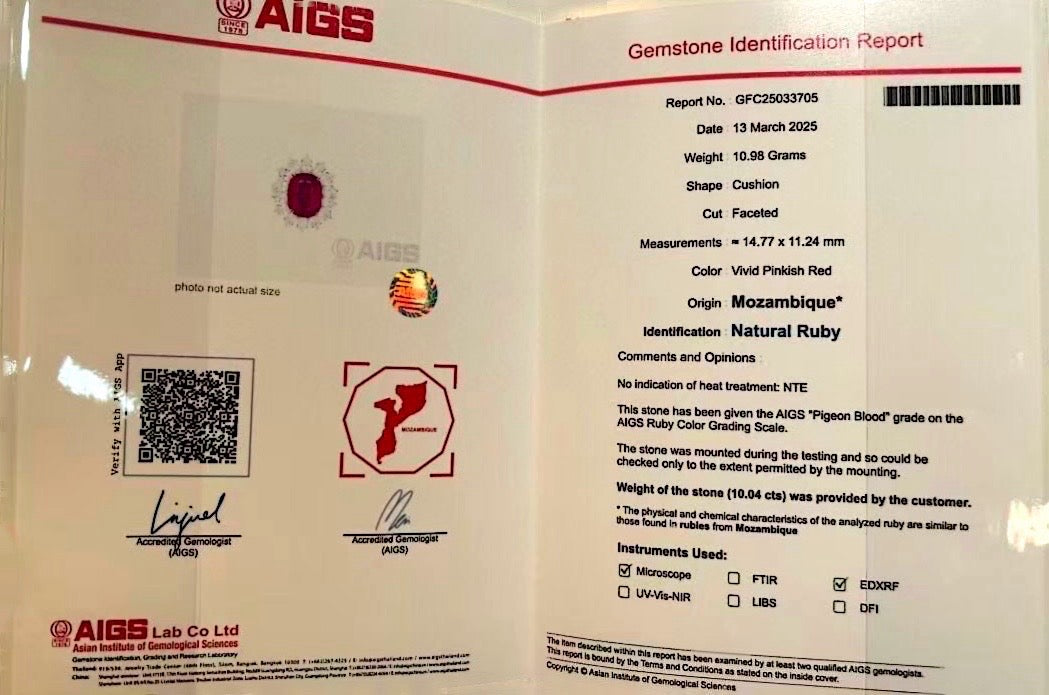 SINCE
1978
AIGS
AIGS
photo not actual size
Verify with AIGS App
MOZAMBIQUE
Accredited Gemologist
(AIGS)
Accredited Gemologist
(AIGS)
AIGS Lab Co Ltd
Asian Institute of Gemological Sciences
Gemstone Identification, Grading and Research Laboratory
Gemstone Identification Report
Report No. GFC25033705
Date 13 March 2025
Weight 10.98 Grams
Shape Cushion
Cut Faceted
Measurements ≈ 14.77 x 11.24 mm
Color Vivid Pinkish Red
Origin Mozambique*
Identification Natural Ruby
Comments and Opinions
No indication of heat treatment: NTE
This stone has been given the AIGS "Pigeon Blood" grade on the
AIGS Ruby Color Grading Scale.
The stone was mounted during the testing and so could be
checked only to the extent permitted by the mounting.
Weight of the stone (10.04 cts) was provided by the customer.
* The physical and chemical characteristics of the analyzed ruby are similar to
those found in rubies from Mozambique
Instruments Used:
Microscope FTIR EDXRF
UV-Vis-NIR LIBS DFI
The item described within this report has been examined by at least two qualified AIGS gemologists.
This report is bound by the Terms and Conditions as stated on the inside cover.
Copyright © Asian Institute of Gemological Sciences